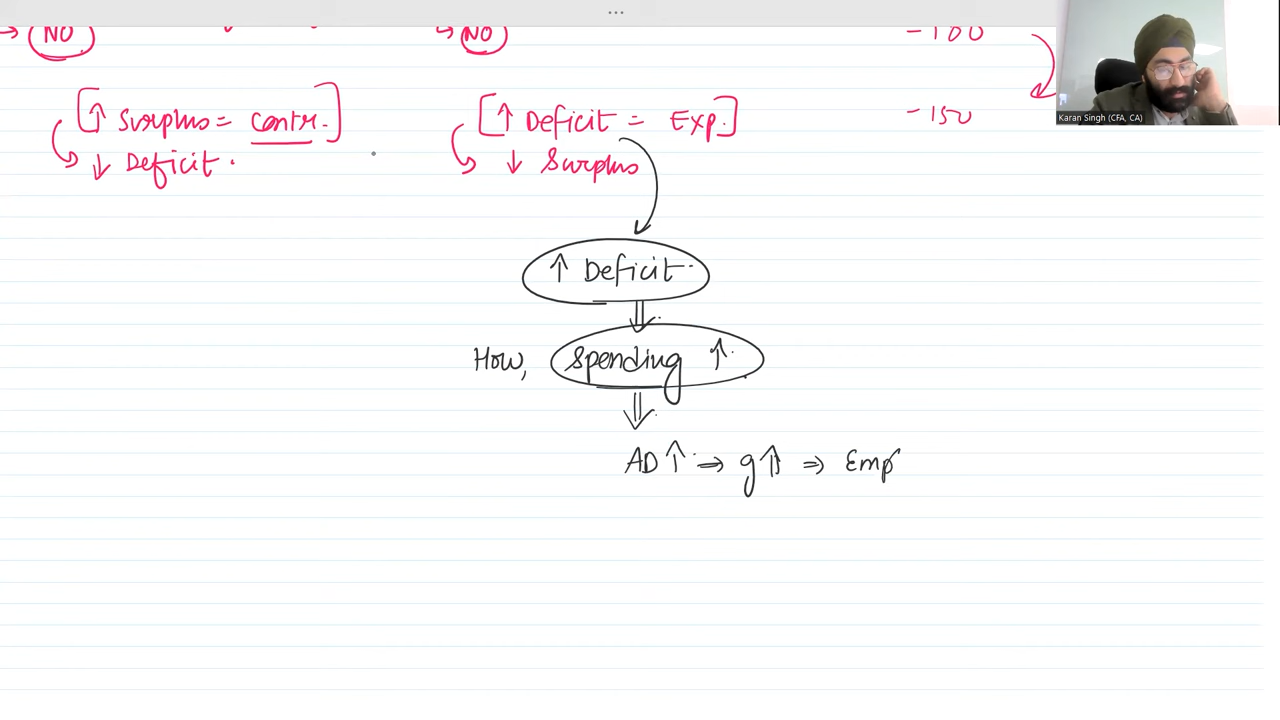 → NO → NO -100
[↑ Surplus = Contr.] [↑ Deficit = Exp.] -150
Karan Singh (CFA, CA)
↓ Deficit. ↓ Surplus
↑ Deficit
⇓
How, Spending ↑
⇓
AD↑ → g↑ ⇒ Emp